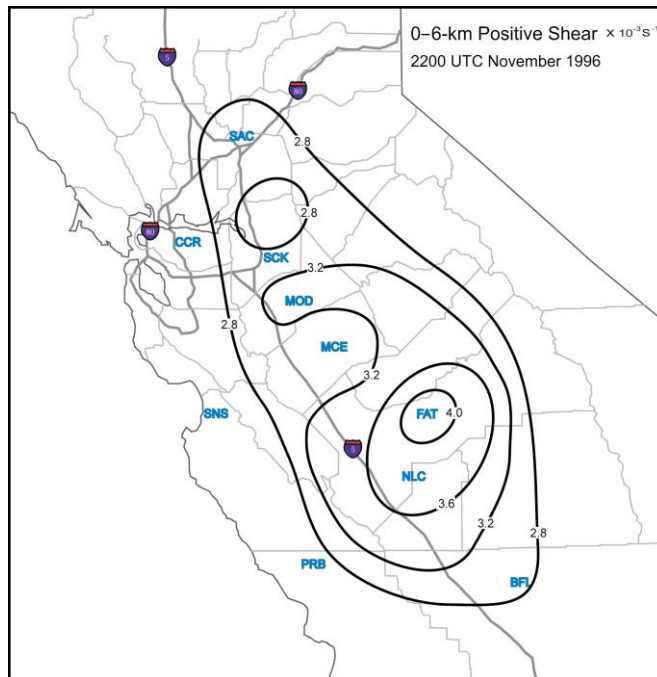 0–6-km Positive Shear × 10⁻³S⁻¹
2200 UTC November 1996
5
80
SAC
2.8
2.8
80
CCR
SCK
3.2
MOD
2.8
MCE
3.2
SNS
FAT
4.0
5
NLC
3.6
3.2
2.8
PRB
BFL